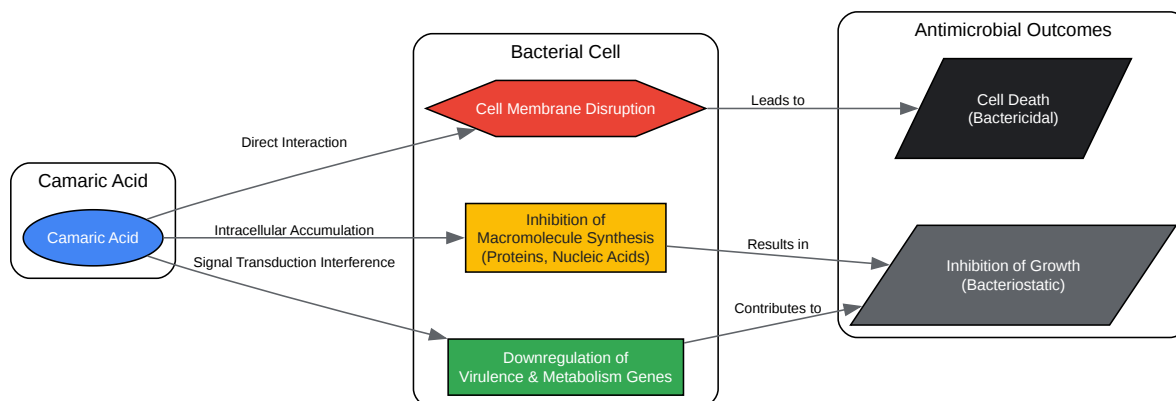 Camaric Acid
Camaric Acid
Direct Interaction
Intracellular Accumulation
Signal Transduction Interference
Bacterial Cell
Cell Membrane Disruption
Inhibition of
Macromolecule Synthesis
(Proteins, Nucleic Acids)
Downregulation of
Virulence & Metabolism Genes
Leads to
Results in
Contributes to
Antimicrobial Outcomes
Cell Death
(Bactericidal)
Inhibition of Growth
(Bacteriostatic)